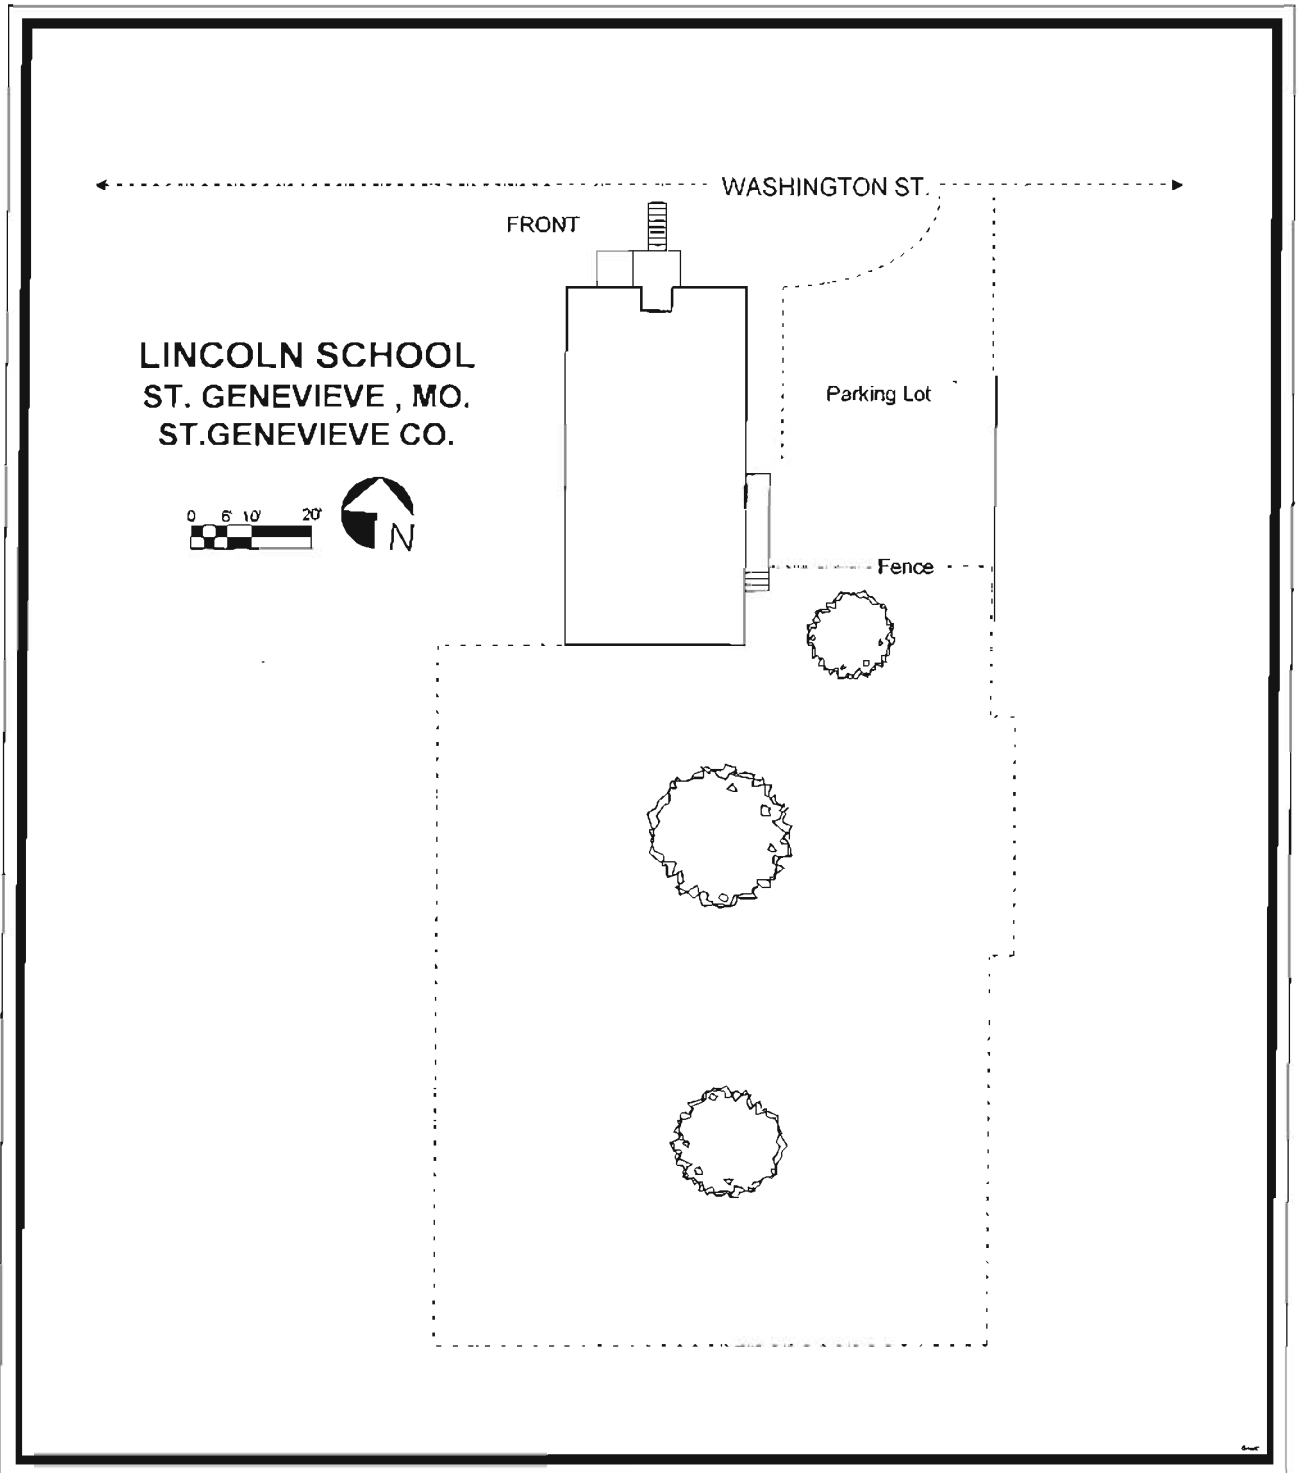 WASHINGTON ST.
FRONT
LINCOLN SCHOOL
ST. GENEVIEVE , MO.
ST.GENEVIEVE CO.
Parking Lot
0 6' 10' 20'
N
Fence